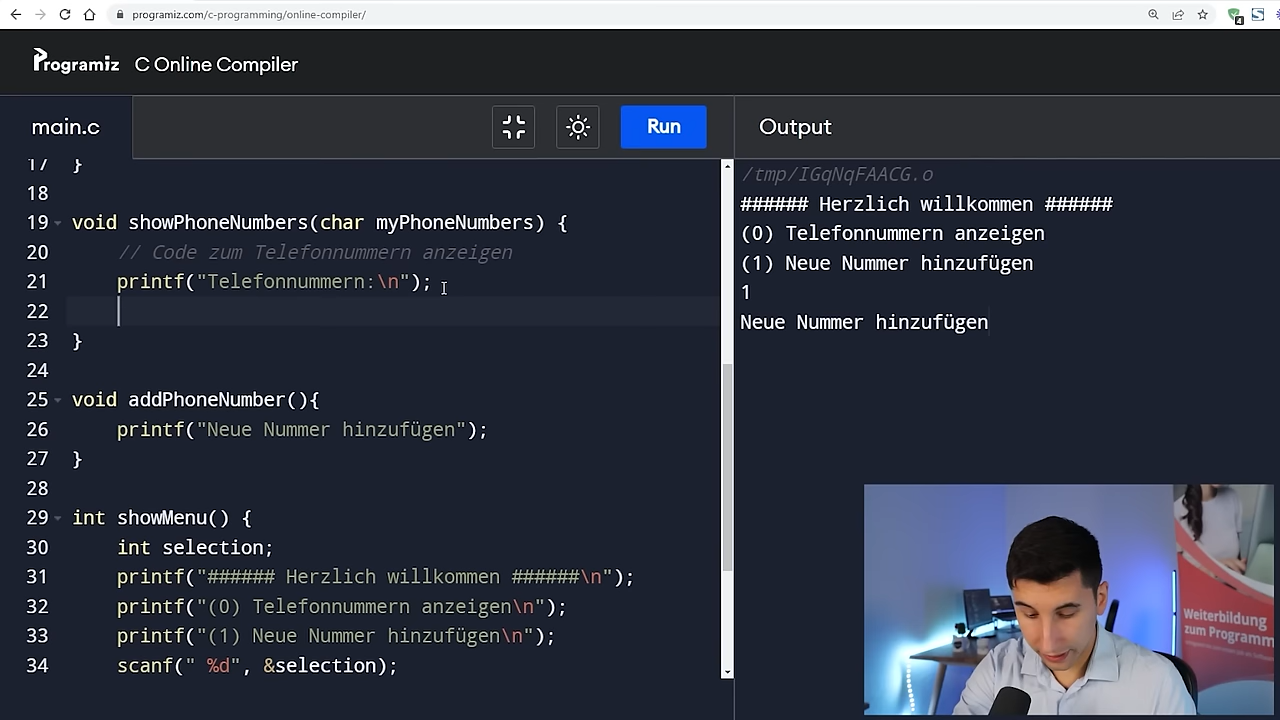 programiz.com/c-programming/online-compiler/
4
S
Programiz
C Online Compiler
main.c
Run
Output
17 }
18
19 void showPhoneNumbers(char myPhoneNumbers) {
20 // Code zum Telefonnummern anzeigen
21 printf("Telefonnummern:\n");
22
23 }
24
25 void addPhoneNumber(){
26 printf("Neue Nummer hinzufügen");
27 }
28
29 int showMenu() {
30 int selection;
31 printf("###### Herzlich willkommen ######\n");
32 printf("(0) Telefonnummern anzeigen\n");
33 printf("(1) Neue Nummer hinzufügen\n");
34 scanf(" %d", &selection);
/tmp/IGqNqFAACG.o
###### Herzlich willkommen ######
(0) Telefonnummern anzeigen
(1) Neue Nummer hinzufügen
1
Neue Nummer hinzufügen
Weiterbildung
zum Programm